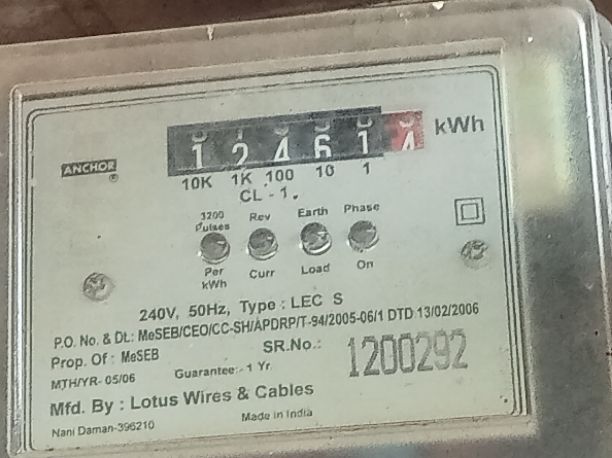 1 2 4 6 1 4 kWh
ANCHOR
®
10K 1K 100 10 1
CL - 1.
3200 Pulses Rev Earth Phase
Per kWh Curr Load On
240V, 50Hz, Type : LEC S
P.O. No. & Dt.: MeSEB/CEO/CC-SH/APDRP/T-94/2005-06/1 DTD 13/02/2006
Prop. Of : MeSEB SR.No.: 1200292
MTH/YR- 05/06 Guarantee:- 1 Yr
Mfd. By : Lotus Wires & Cables
Nani Daman-396210 Made in India